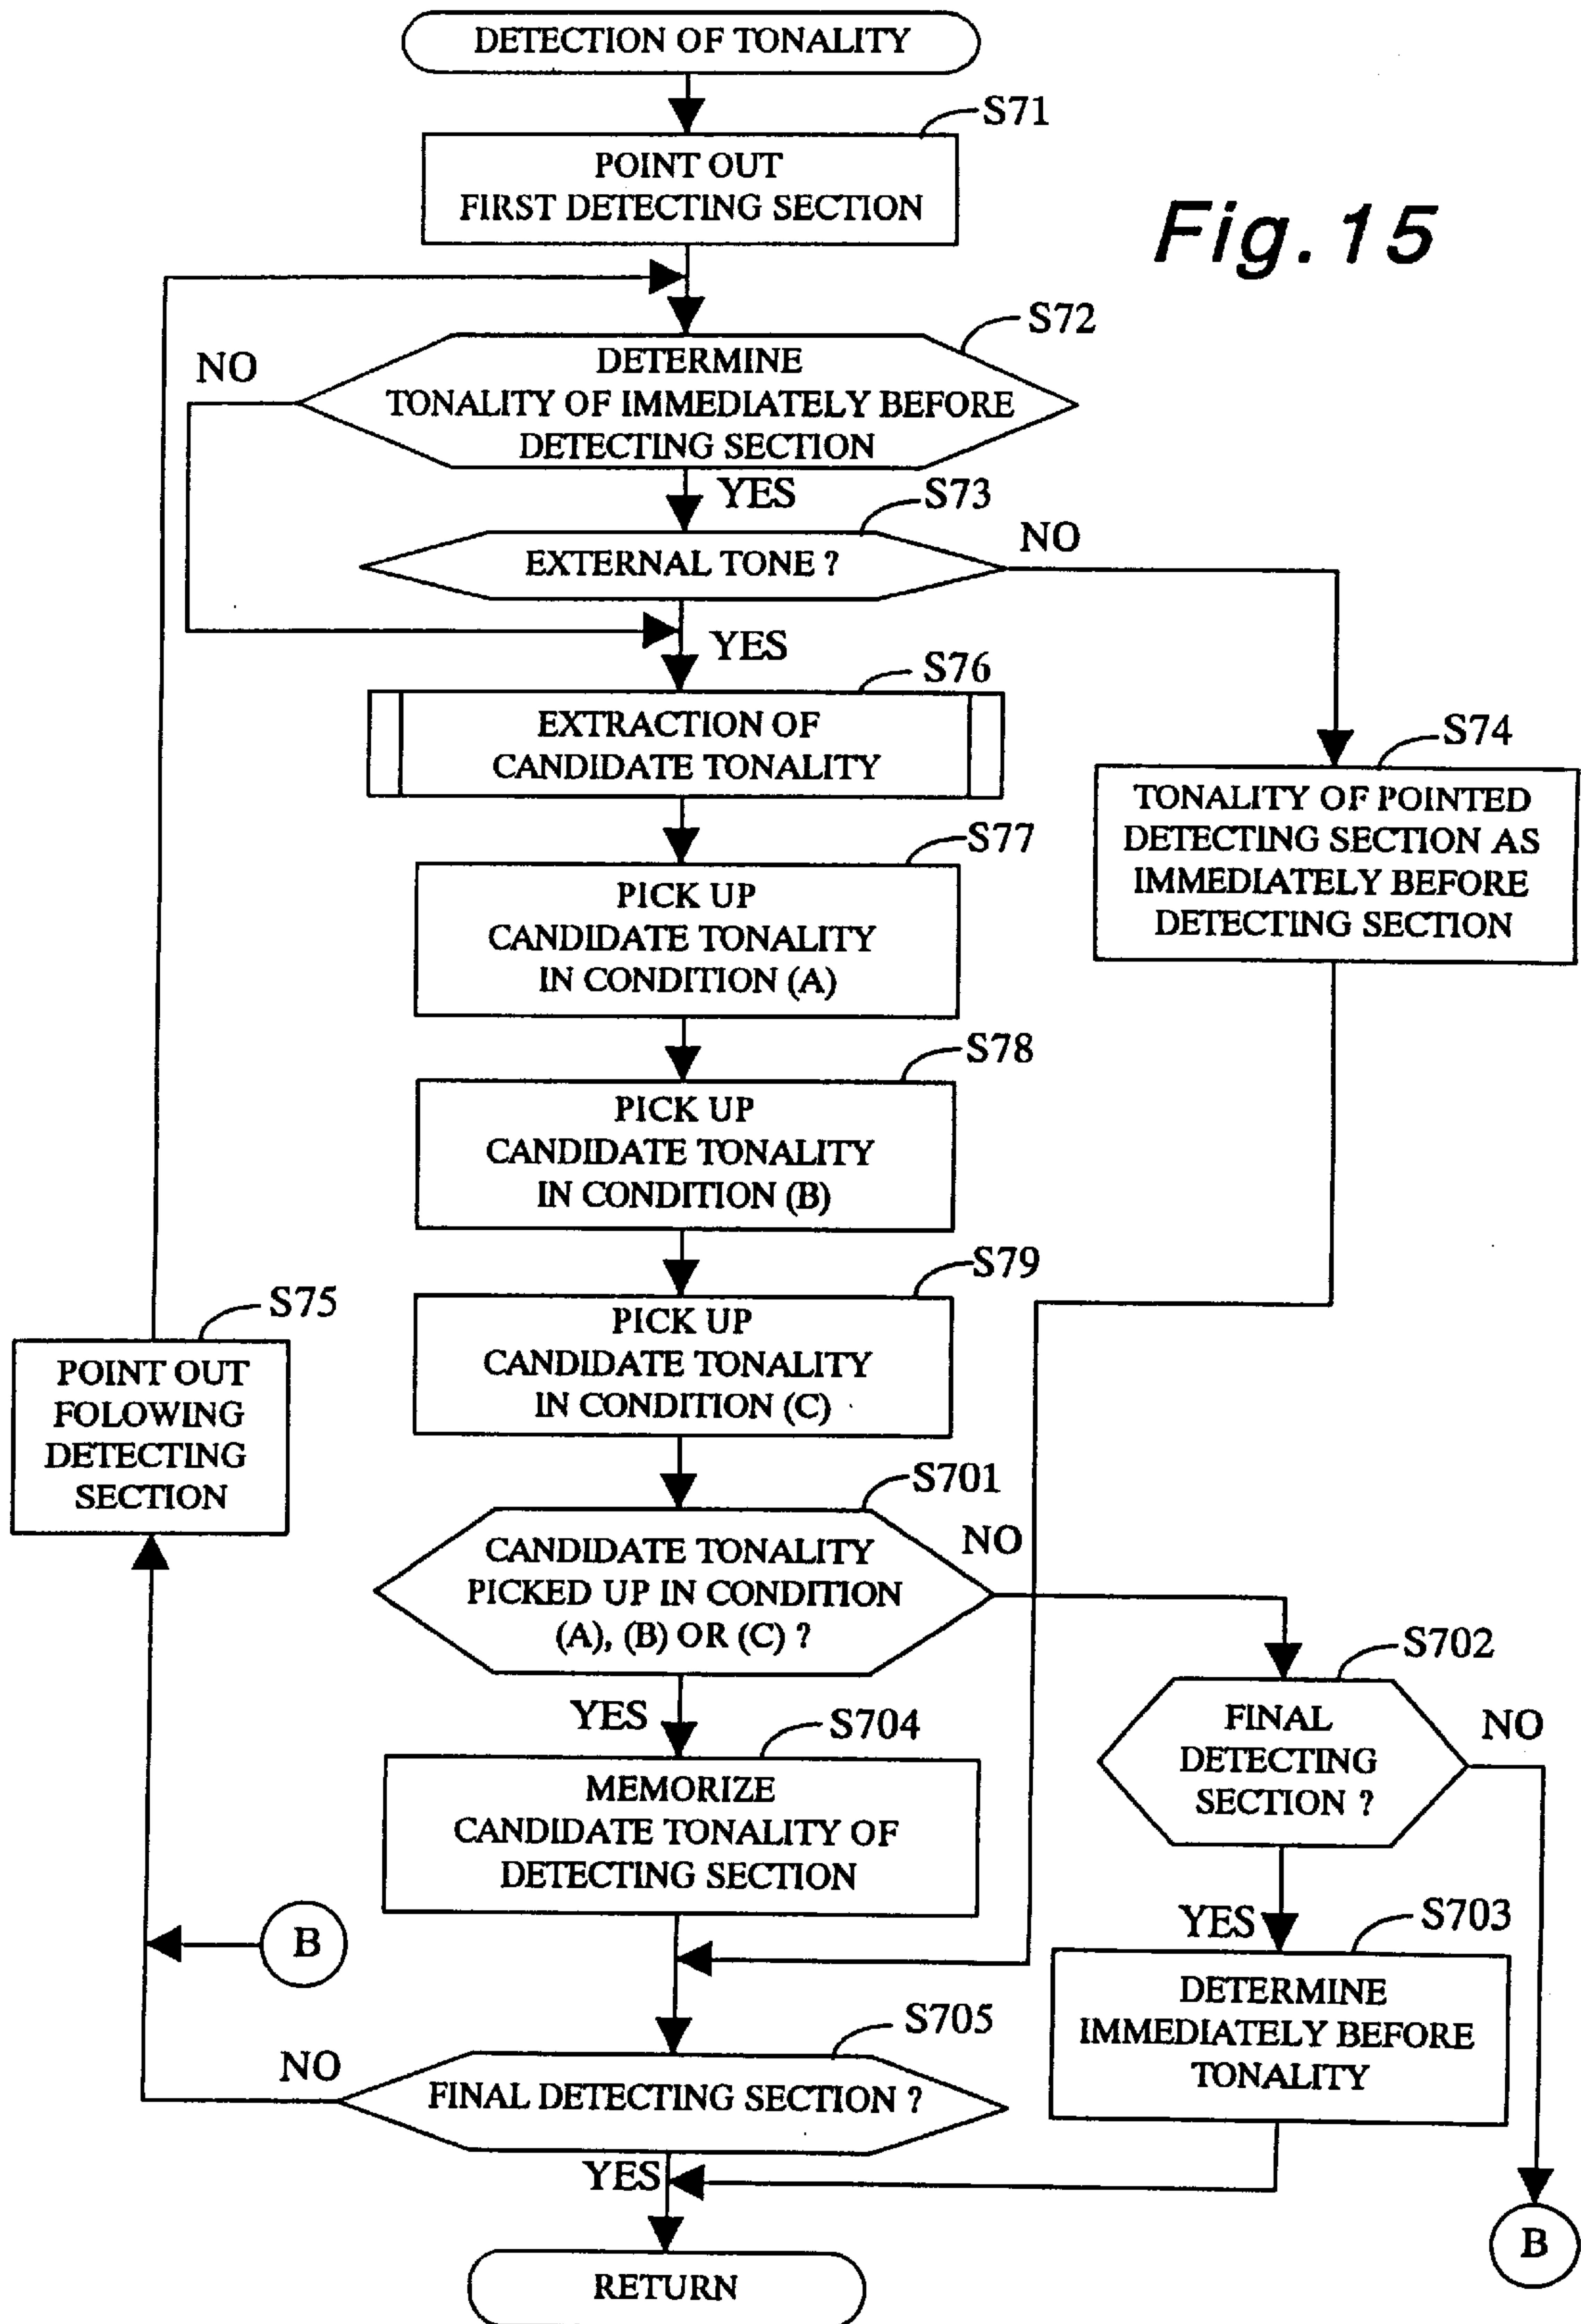 DETECTION OF TONALITY
S71
POINT OUT
FIRST DETECTING SECTION
Fig.15
S72
NO
DETERMINE
TONALITY OF IMMEDIATELY BEFORE
DETECTING SECTION
YES
S73
NO
EXTERNAL TONE ?
YES
S76
EXTRACTION OF
CANDIDATE TONALITY
S74
TONALITY OF POINTED
DETECTING SECTION AS
IMMEDIATELY BEFORE
DETECTING SECTION
S77
PICK UP
CANDIDATE TONALITY
IN CONDITION (A)
S78
PICK UP
CANDIDATE TONALITY
IN CONDITION (B)
S79
PICK UP
CANDIDATE TONALITY
IN CONDITION (C)
S75
POINT OUT
FOLOWING
DETECTING
SECTION
S701
NO
CANDIDATE TONALITY
PICKED UP IN CONDITION
(A), (B) OR (C) ?
S702
FINAL
DETECTING
SECTION ?
NO
YES
S704
MEMORIZE
CANDIDATE TONALITY OF
DETECTING SECTION
YES
S703
DETERMINE
IMMEDIATELY BEFORE
TONALITY
B
S705
NO
FINAL DETECTING SECTION ?
YES
B
RETURN